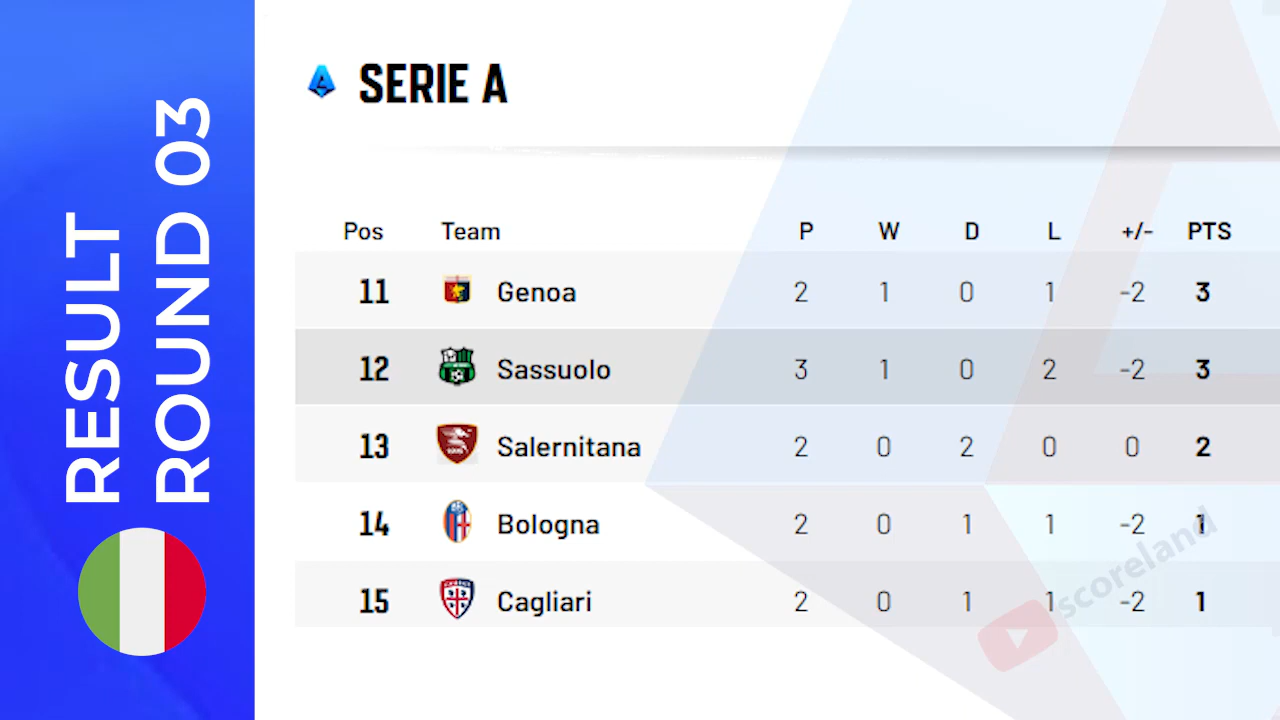 RESULT
ROUND 03
SERIE A
Pos Team P W D L +/- PTS
11 Genoa 2 1 0 1 -2 3
12 Sassuolo 3 1 0 2 -2 3
13 Salernitana 2 0 2 0 0 2
14 Bologna 2 0 1 1 -2 1
15 Cagliari 2 0 1 1 -2 1
scoreland